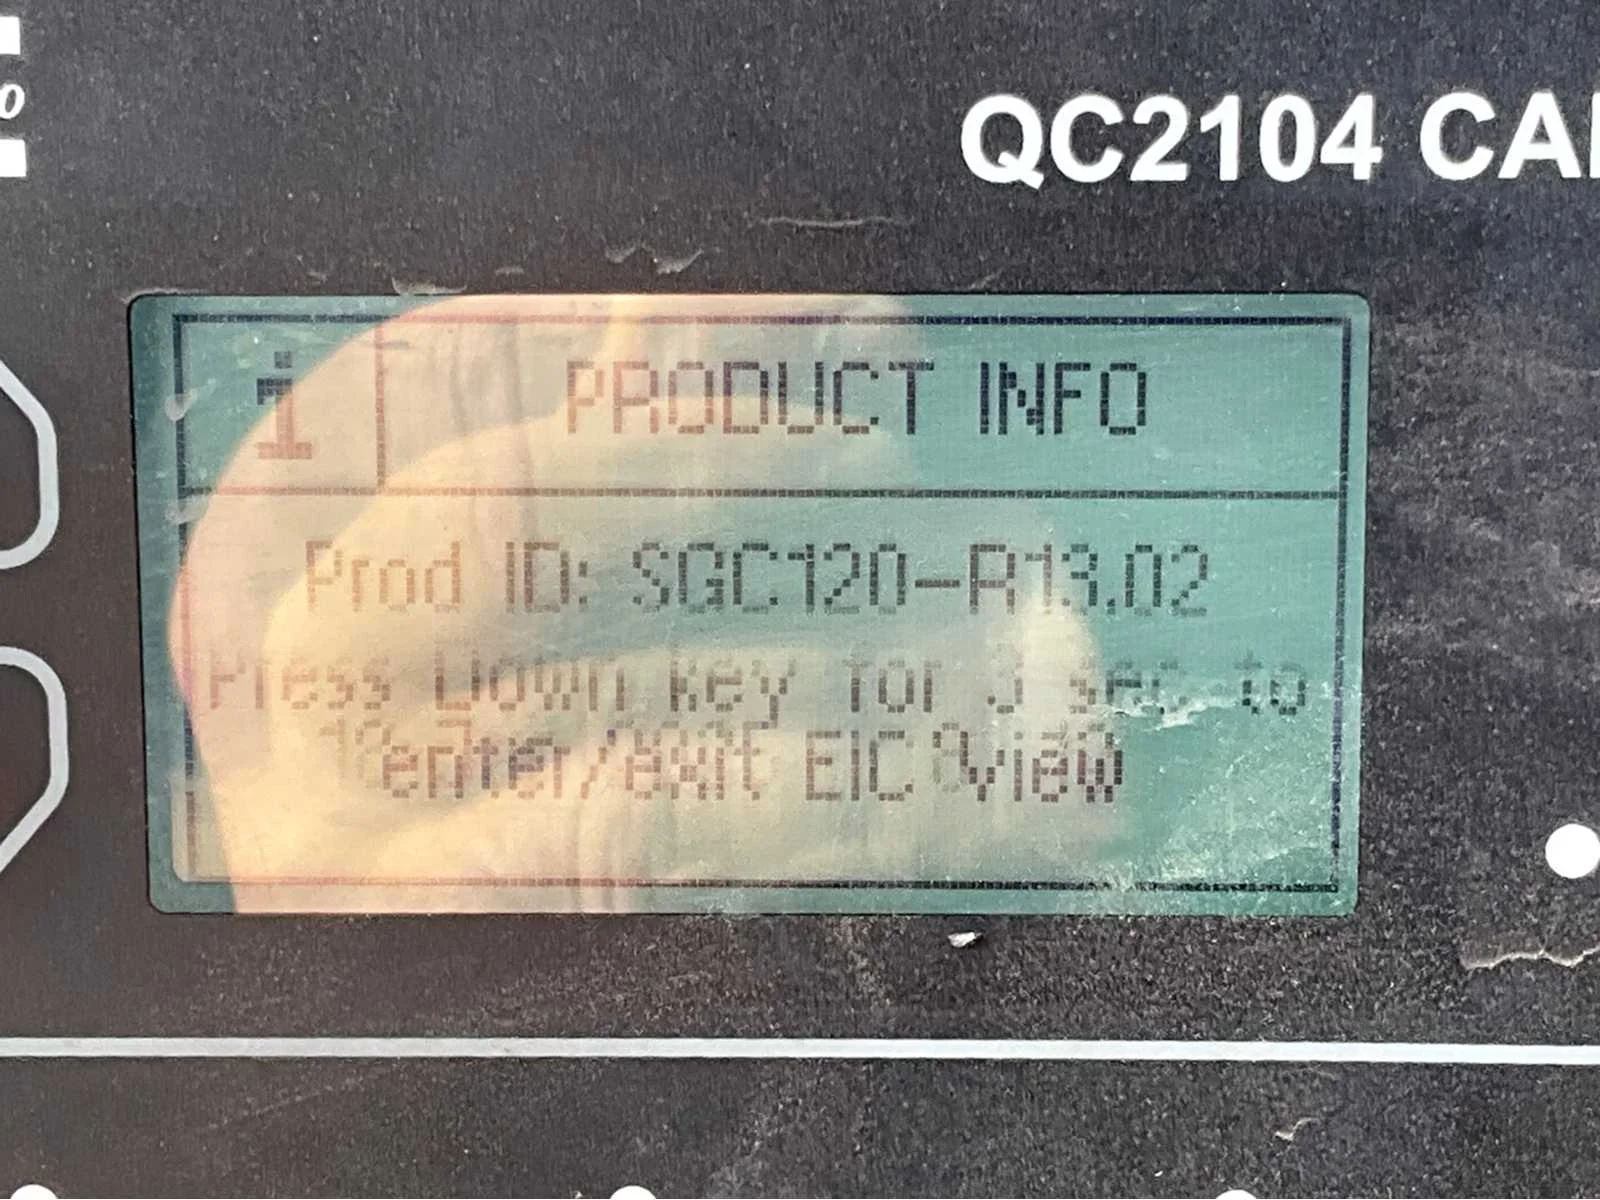 QC2104 CA
i
PRODUCT INFO
Prod ID: SGC120-R13.02
Press Down key for 3 sec to
enter/exit EIC view